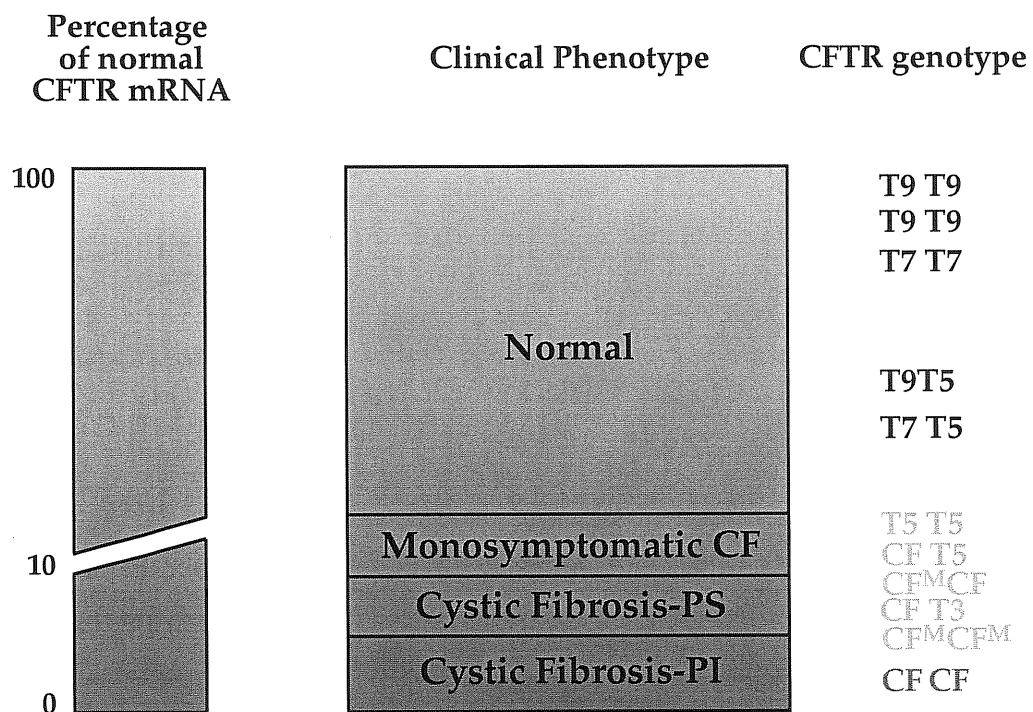 Percentage
of normal
CFTR mRNA
Clinical Phenotype
CFTR genotype
100
10
0
Normal
Monosymptomatic CF
Cystic Fibrosis-PS
Cystic Fibrosis-PI
T9 T9
T9 T9
T7 T7
T9T5
T7 T5
T5 T5
CF T5
CFᴹCF
CF T3
CFᴹCFᴹ
CF CF